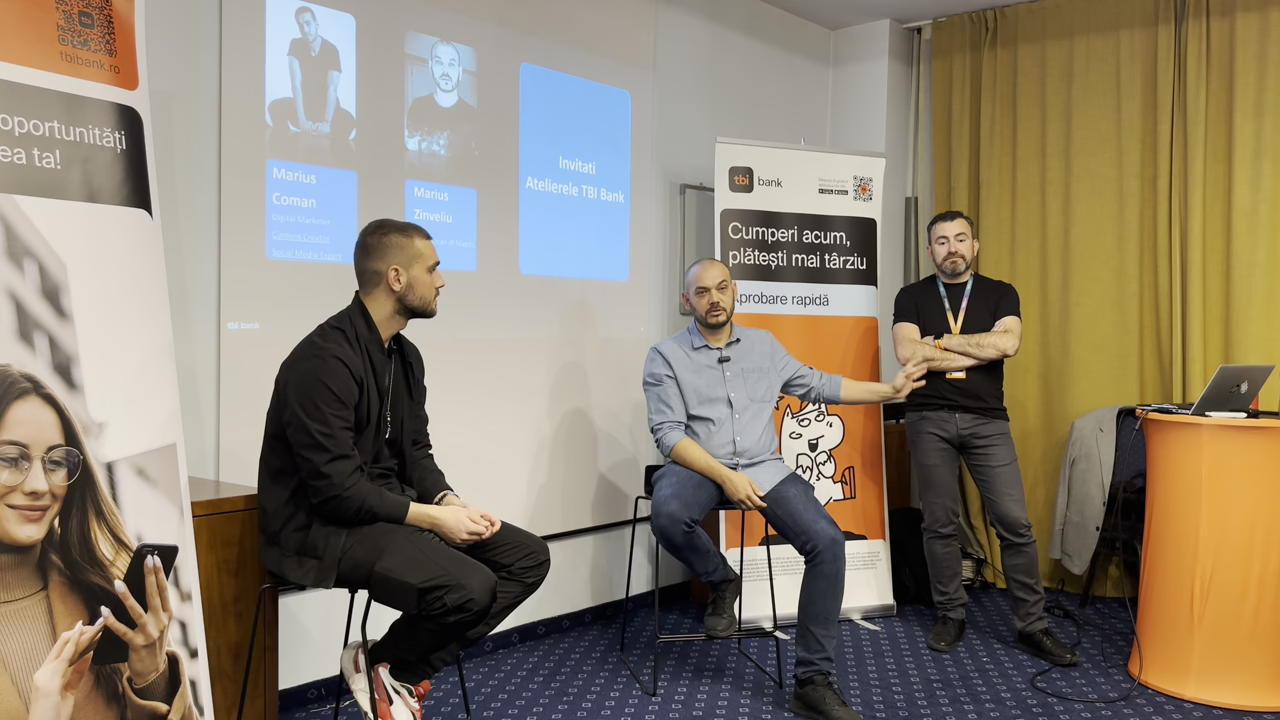 tbi
tbibank.ro
oportunități
ea ta!
Marius
Coman
Digital Marketer
Content Creator
Social Media Expert
Marius
Zinveliu
Invitati
Atelierele TBI Bank
tbi bank
tbi bank
Cumperi acum,
plătești mai târziu
Aprobare rapidă